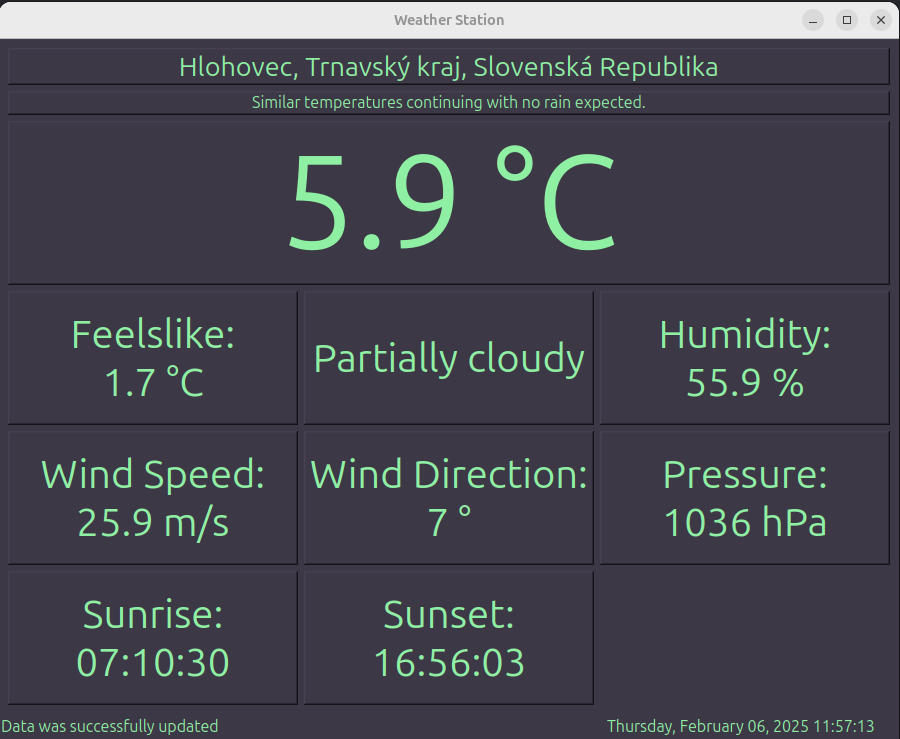 Weather Station
Hlohovec, Trnavský kraj, Slovenská Republika
Similar temperatures continuing with no rain expected.
5.9 °C
Feelslike:
1.7 °C
Partially cloudy
Humidity:
55.9 %
Wind Speed:
25.9 m/s
Wind Direction:
7 °
Pressure:
1036 hPa
Sunrise:
07:10:30
Sunset:
16:56:03
Data was successfully updated
Thursday, February 06, 2025 11:57:13